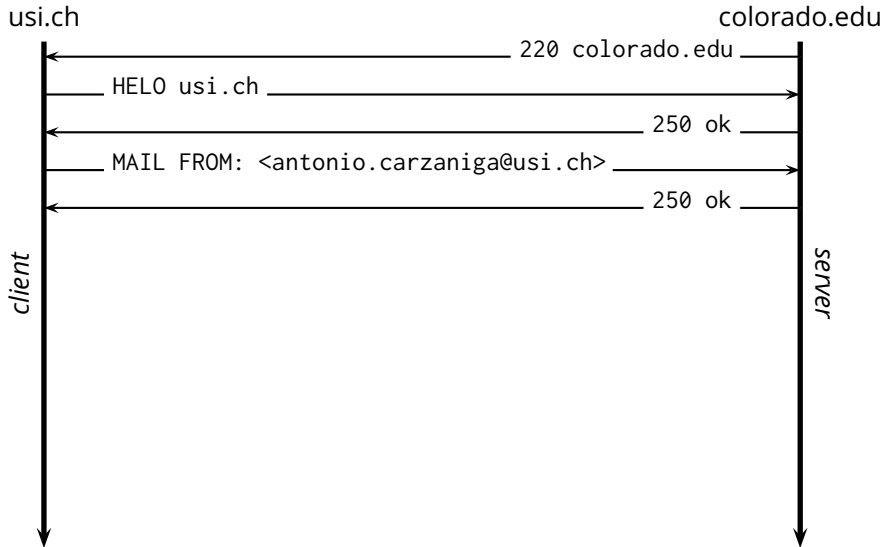 usi.ch
colorado.edu
220 colorado.edu
HELO usi.ch
250 ok
MAIL FROM: <antonio.carzaniga@usi.ch>
250 ok
client
server